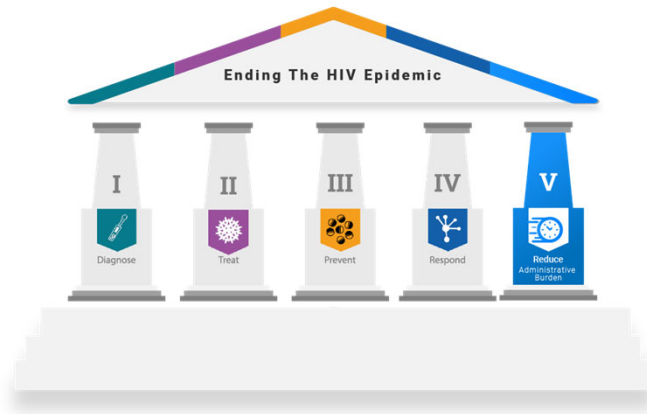 Ending The HIV Epidemic
I
II
III
IV
V
Diagnose
Treat
Prevent
Respond
Reduce
Administrative
Burden